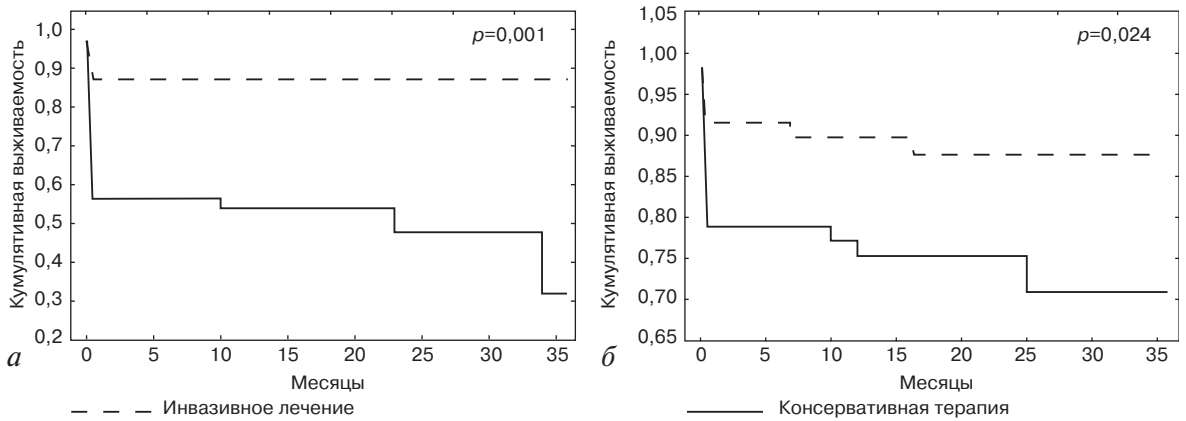 1,0
0,9
0,8
0,7
0,6
0,5
0,4
0,3
0,2
Кумулятивная выживаемость
p=0,001
0 5 10 15 20 25 30 35
Месяцы
а
1,05
1,00
0,95
0,90
0,85
0,80
0,75
0,70
0,65
Кумулятивная выживаемость
p=0,024
0 5 10 15 20 25 30 35
Месяцы
б
Инвазивное лечение
Консервативная терапия